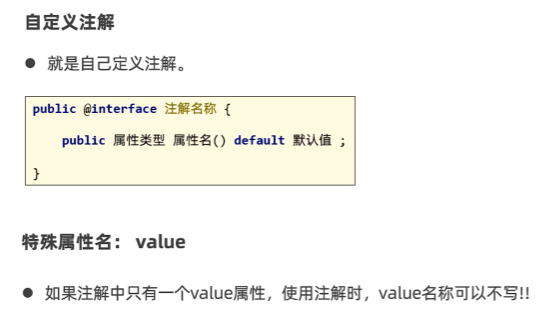 自定义注解
● 就是自己定义注解。
public @interface 注解名称 {
public 属性类型 属性名() default 默认值 ;
}
特殊属性名： value
● 如果注解中只有一个value属性，使用注解时，value名称可以不写!!